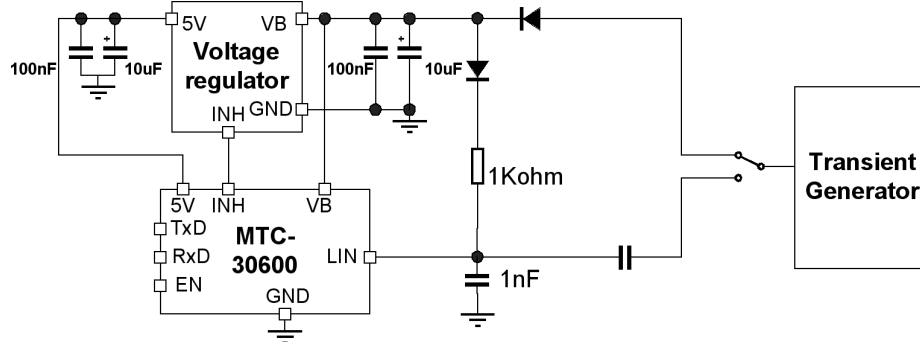 5V
VB
Voltage
regulator
100nF
+
10uF
100nF
+
10uF
GND
INH
1Kohm
Transient
Generator
5V
INH
VB
TxD
MTC-
30600
RxD
LIN
EN
GND
1nF